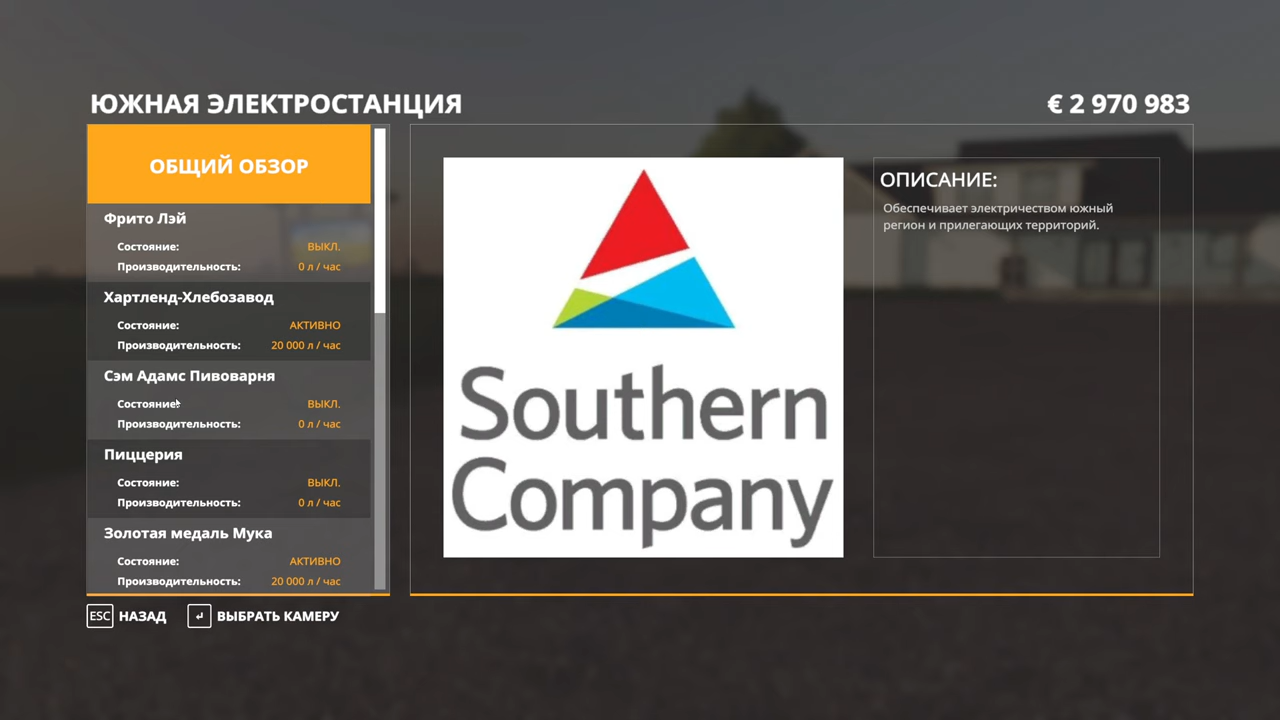 ЮЖНАЯ ЭЛЕКТРОСТАНЦИЯ
€ 2 970 983
ОБЩИЙ ОБЗОР
Фрито Лэй
Состояние: ВЫКЛ.
Производительность: 0 л / час
Хартленд-Хлебозавод
Состояние: АКТИВНО
Производительность: 20 000 л / час
Сэм Адамс Пивоварня
Состояние: ВЫКЛ.
Производительность: 0 л / час
Пиццерия
Состояние: ВЫКЛ.
Производительность: 0 л / час
Золотая медаль Мука
Состояние: АКТИВНО
Производительность: 20 000 л / час
Southern
Company
ОПИСАНИЕ:
Обеспечивает электричеством южный
регион и прилегающих территорий.
ESC НАЗАД ↵ ВЫБРАТЬ КАМЕРУ